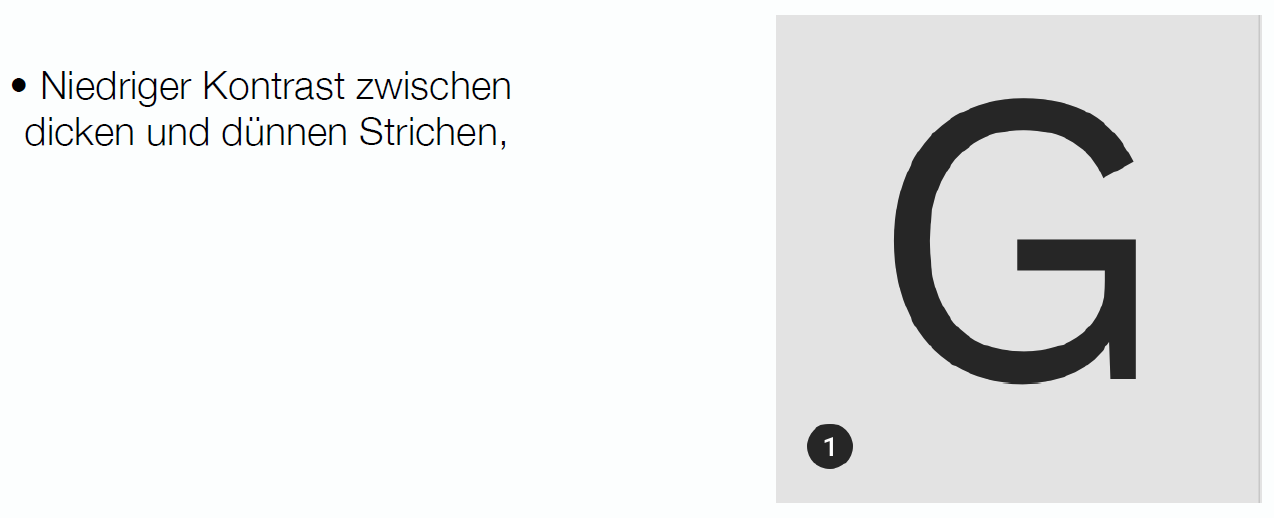 • Niedriger Kontrast zwischen
dicken und dünnen Strichen,
G
1